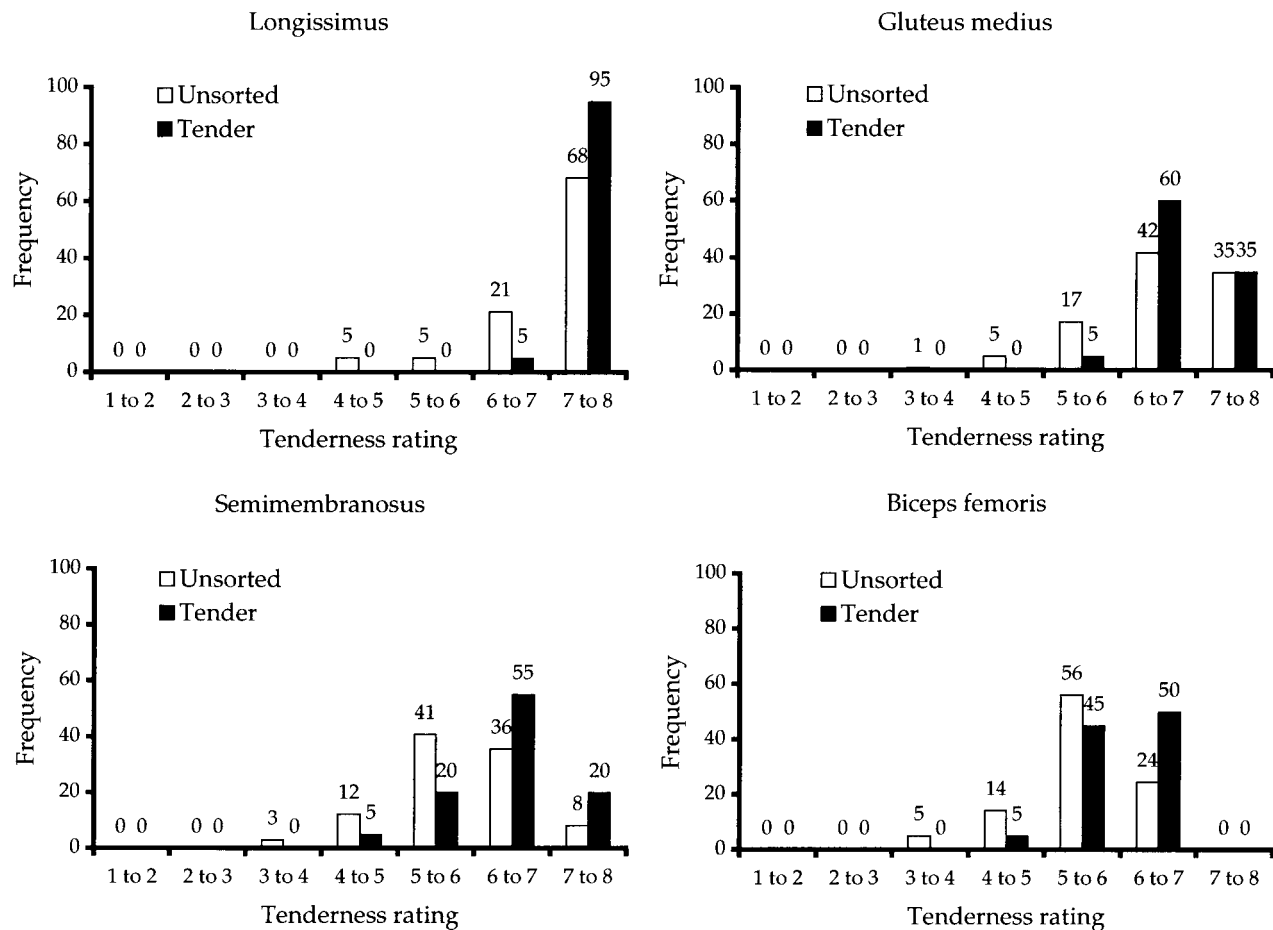 Longissimus
Unsorted
Tender
Frequency
100
80
60
40
20
0
0 0
0 0
0 0
5 0
5 0
21
5
68
95
1 to 2 2 to 3 3 to 4 4 to 5 5 to 6 6 to 7 7 to 8
Tenderness rating
Gluteus medius
Unsorted
Tender
Frequency
100
80
60
40
20
0
0 0
0 0
1 0
5 0
17
5
42
60
35 35
1 to 2 2 to 3 3 to 4 4 to 5 5 to 6 6 to 7 7 to 8
Tenderness rating
Semimembranosus
Unsorted
Tender
Frequency
100
80
60
40
20
0
0 0
0 0
3 0
12
5
41
20
36
55
8
20
1 to 2 2 to 3 3 to 4 4 to 5 5 to 6 6 to 7 7 to 8
Tenderness rating
Biceps femoris
Unsorted
Tender
Frequency
100
80
60
40
20
0
0 0
0 0
5 0
14
5
56
45
24
50
0 0
1 to 2 2 to 3 3 to 4 4 to 5 5 to 6 6 to 7 7 to 8
Tenderness rating